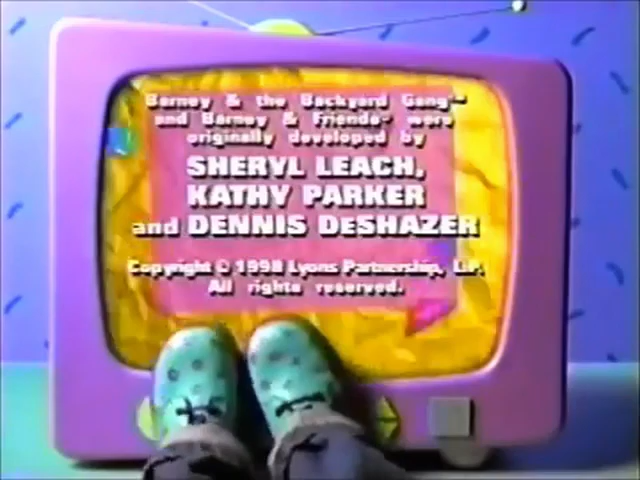 Barney & the Backyard Gang™
and Barney & Friends™ were
originally developed by
SHERYL LEACH,
KATHY PARKER
and DENNIS DeSHAZER
Copyright © 1998 Lyons Partnership, L.P.
All rights reserved.